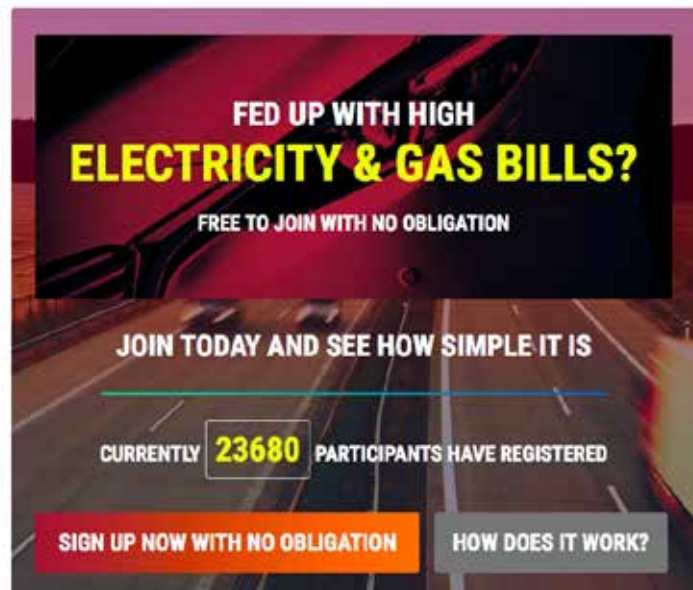 FED UP WITH HIGH
ELECTRICITY & GAS BILLS?
FREE TO JOIN WITH NO OBLIGATION
JOIN TODAY AND SEE HOW SIMPLE IT IS
CURRENTLY 23680 PARTICIPANTS HAVE REGISTERED
SIGN UP NOW WITH NO OBLIGATION HOW DOES IT WORK?